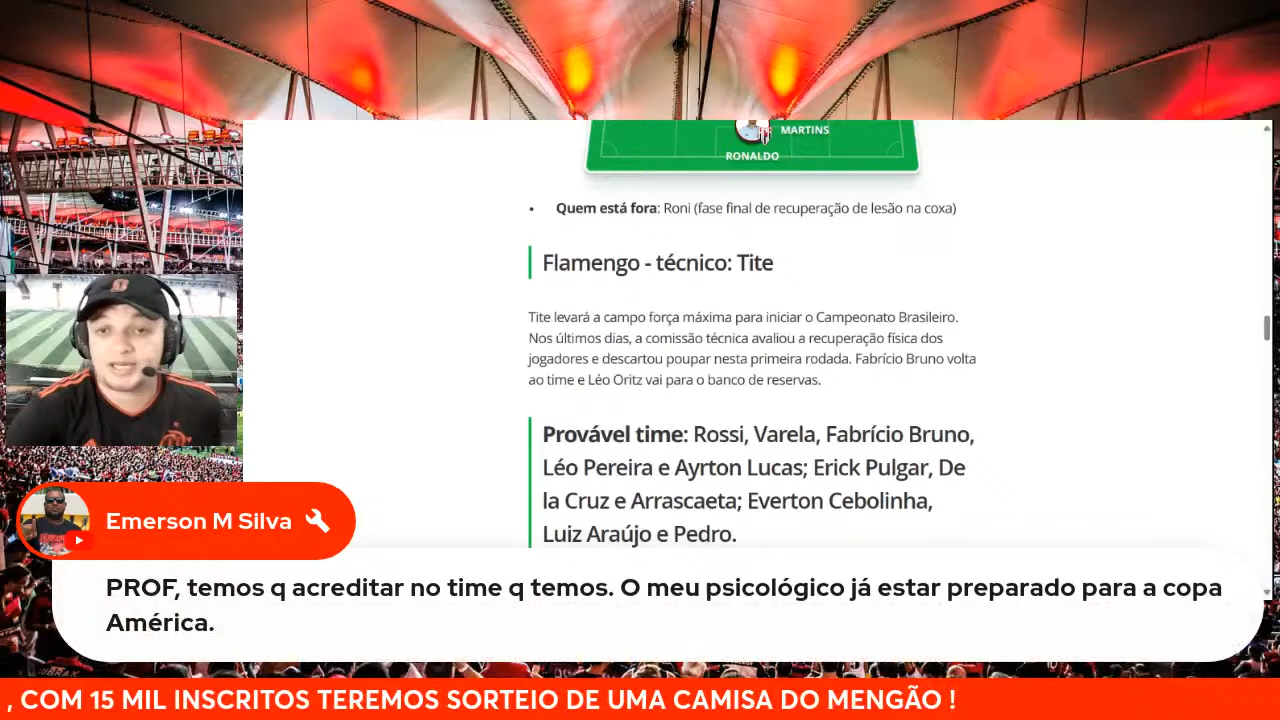 MARTINS
RONALDO
• Quem está fora: Roni (fase final de recuperação de lesão na coxa)
Flamengo - técnico: Tite
Tite levará a campo força máxima para iniciar o Campeonato Brasileiro.
Nos últimos dias, a comissão técnica avaliou a recuperação física dos
jogadores e descartou poupar nesta primeira rodada. Fabrício Bruno volta
ao time e Léo Oritz vai para o banco de reservas.
Provável time: Rossi, Varela, Fabrício Bruno,
Léo Pereira e Ayrton Lucas; Erick Pulgar, De
la Cruz e Arrascaeta; Everton Cebolinha,
Luiz Araújo e Pedro.
Emerson M Silva
PROF, temos q acreditar no time q temos. O meu psicológico já estar preparado para a copa
América.
, COM 15 MIL INSCRITOS TEREMOS SORTEIO DE UMA CAMISA DO MENGÃO !